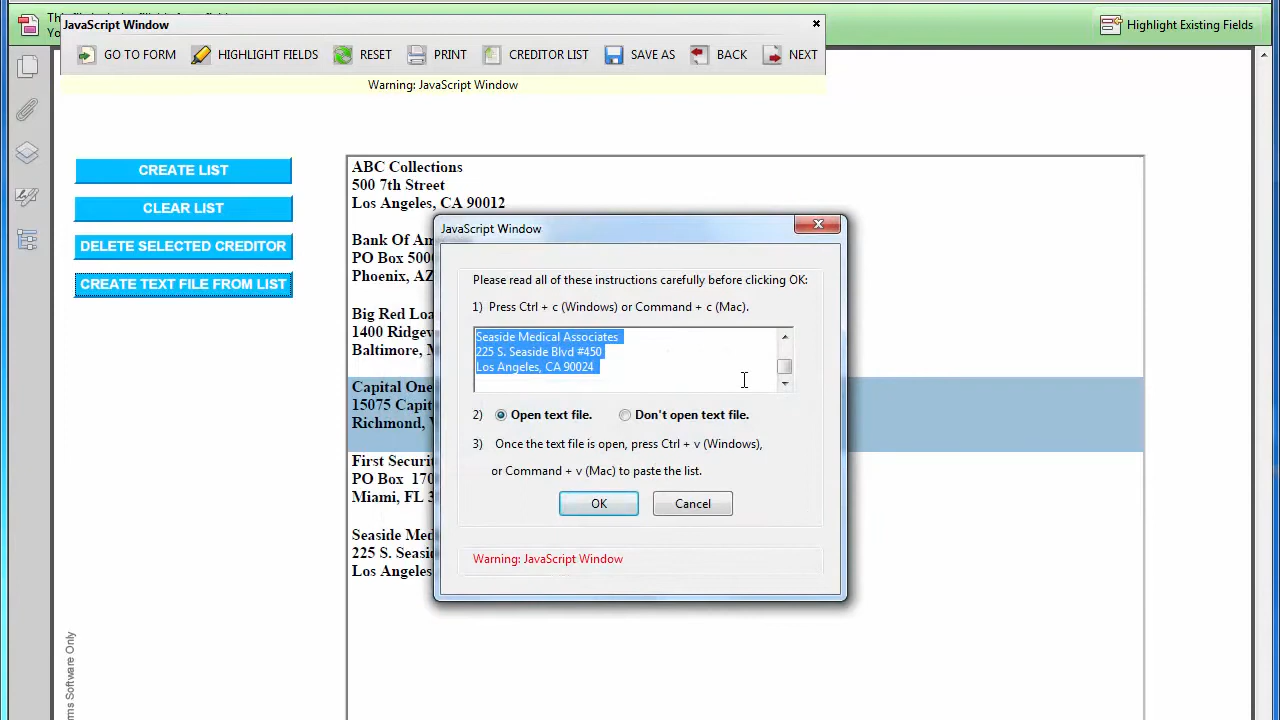 This
Yo
JavaScript Window
Highlight Existing Fields
GO TO FORM HIGHLIGHT FIELDS RESET PRINT CREDITOR LIST SAVE AS BACK NEXT
Warning: JavaScript Window
CREATE LIST
CLEAR LIST
DELETE SELECTED CREDITOR
CREATE TEXT FILE FROM LIST
ABC Collections
500 7th Street
Los Angeles, CA 90012
Bank Of Am
PO Box 500
Phoenix, AZ
Big Red Loa
1400 Ridgew
Baltimore, M
Capital One
15075 Capit
Richmond, V
First Securi
PO Box 170
Miami, FL 3
Seaside Med
225 S. Seasi
Los Angeles
JavaScript Window
Please read all of these instructions carefully before clicking OK:
1) Press Ctrl + c (Windows) or Command + c (Mac).
Seaside Medical Associates
225 S. Seaside Blvd #450
Los Angeles, CA 90024
2) Open text file. Don't open text file.
3) Once the text file is open, press Ctrl + v (Windows),
or Command + v (Mac) to paste the list.
OK Cancel
Warning: JavaScript Window
rms Software Only